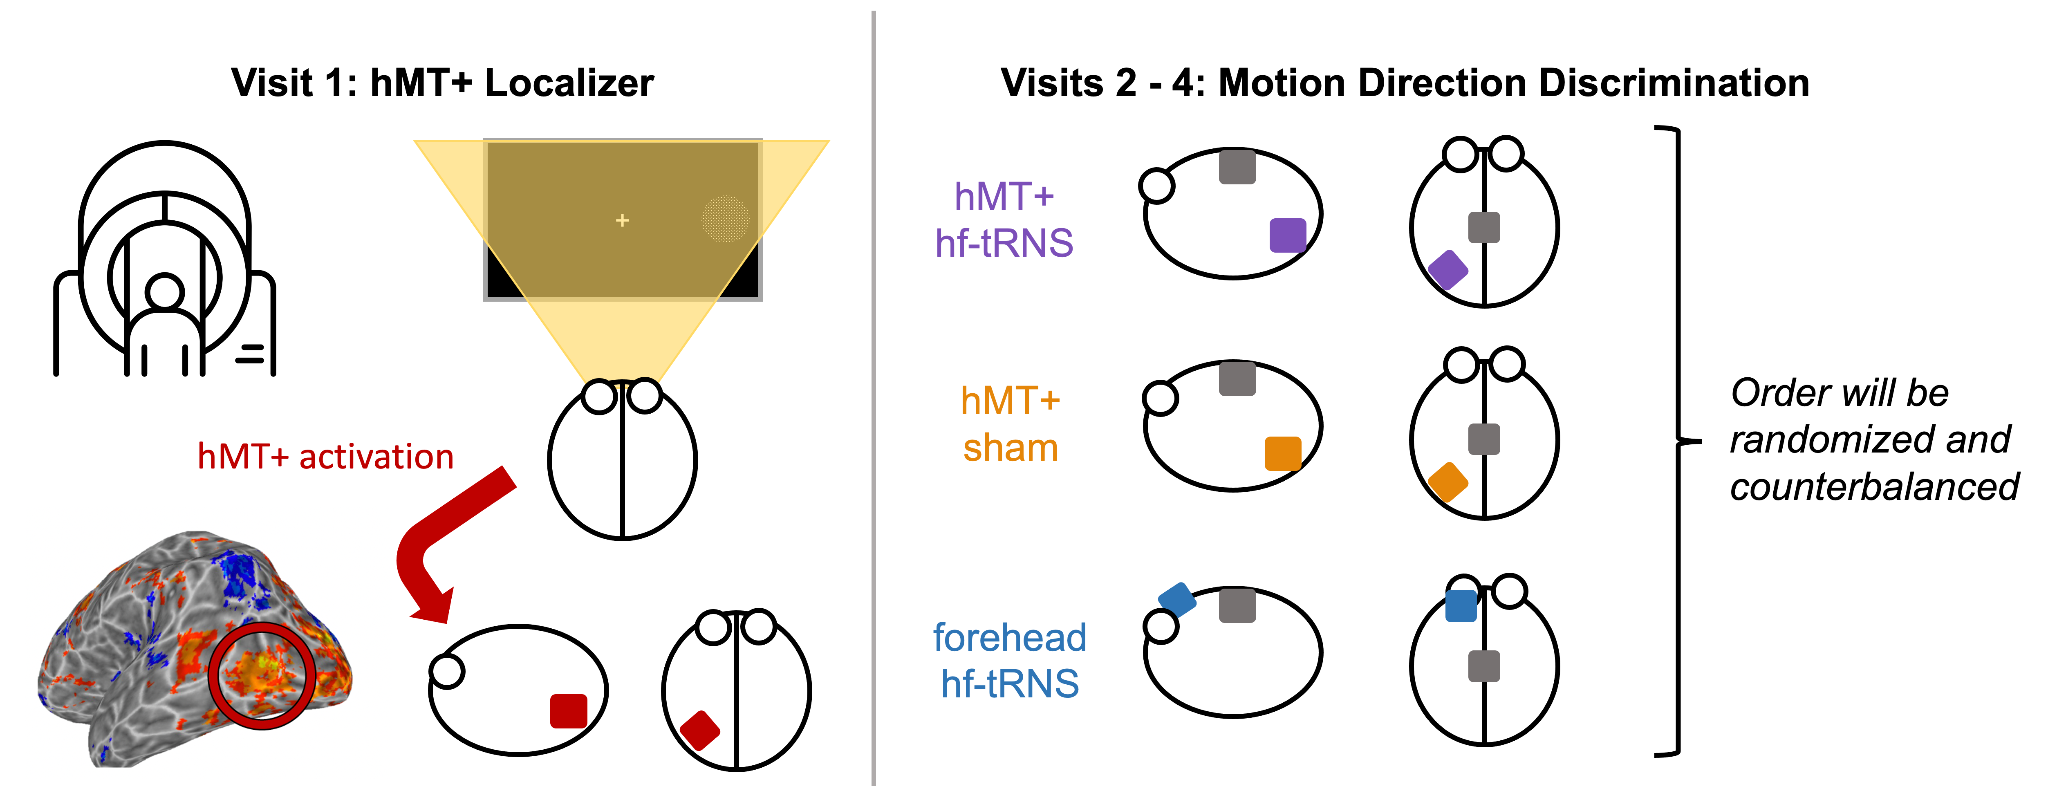 Visit 1: hMT+ Localizer
hMT+ activation
Visits 2 - 4: Motion Direction Discrimination
hMT+
hf-tRNS
hMT+
sham
forehead
hf-tRNS
Order will be
randomized and
counterbalanced